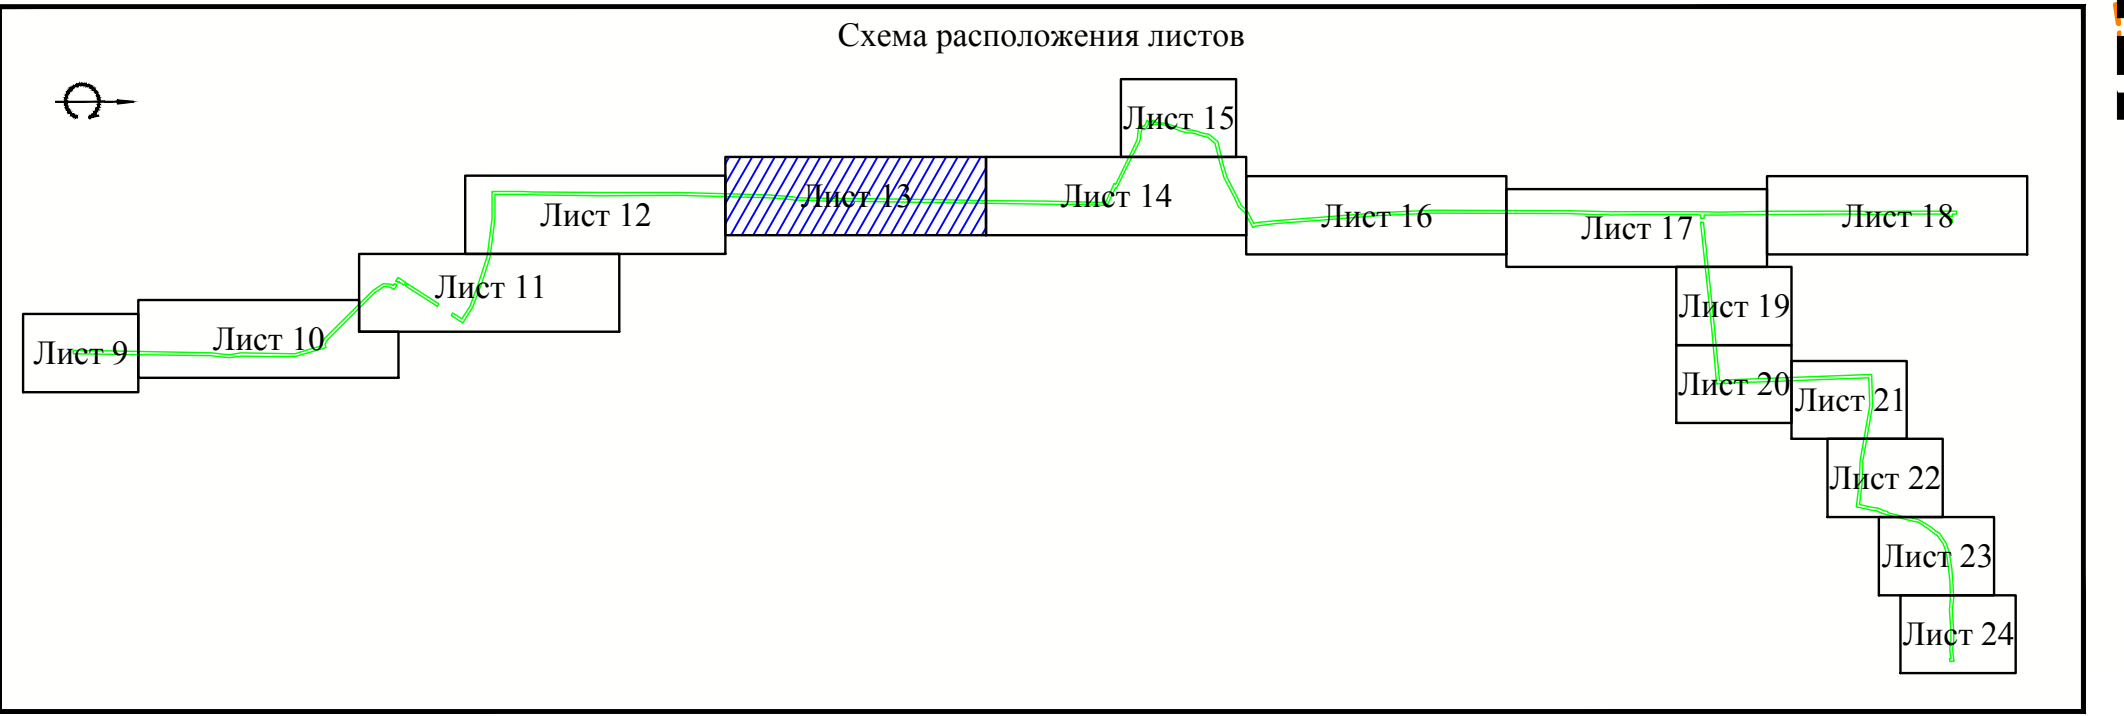 Схема расположения листов
Лист 9
Лист 10
Лист 11
Лист 12
Лист 13
Лист 14
Лист 15
Лист 16
Лист 17
Лист 18
Лист 19
Лист 20
Лист 21
Лист 22
Лист 23
Лист 24